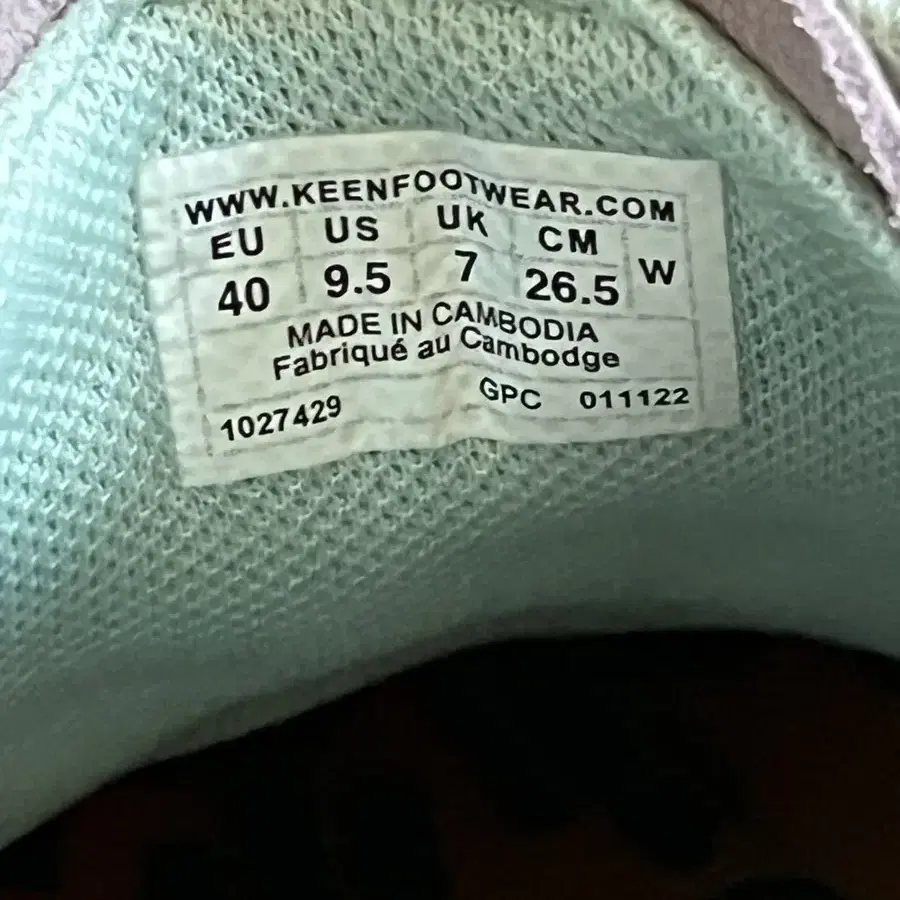 WWW.KEENFOOTWEAR.COM
EU US UK CM W
40 9.5 7 26.5
MADE IN CAMBODIA
Fabriqué au Cambodge
1027429 GPC 011122